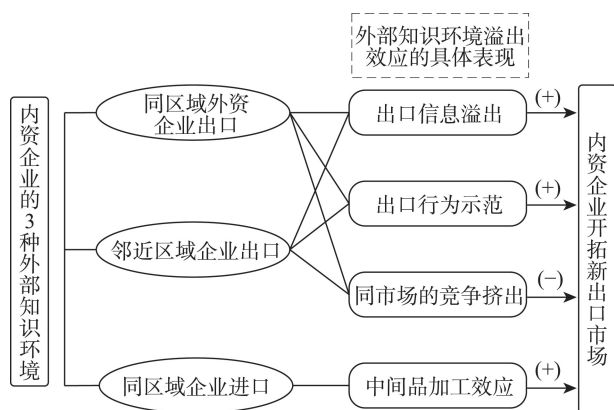 外部知识环境溢出
效应的具体表现
内资企业的3种外部知识环境
同区域外资
企业出口
出口信息溢出
(+)
出口行为示范
(+)
邻近区域企业出口
同市场的竞争挤出
(−)
同区域企业进口
中间品加工效应
(+)
内资企业开拓新出口市场